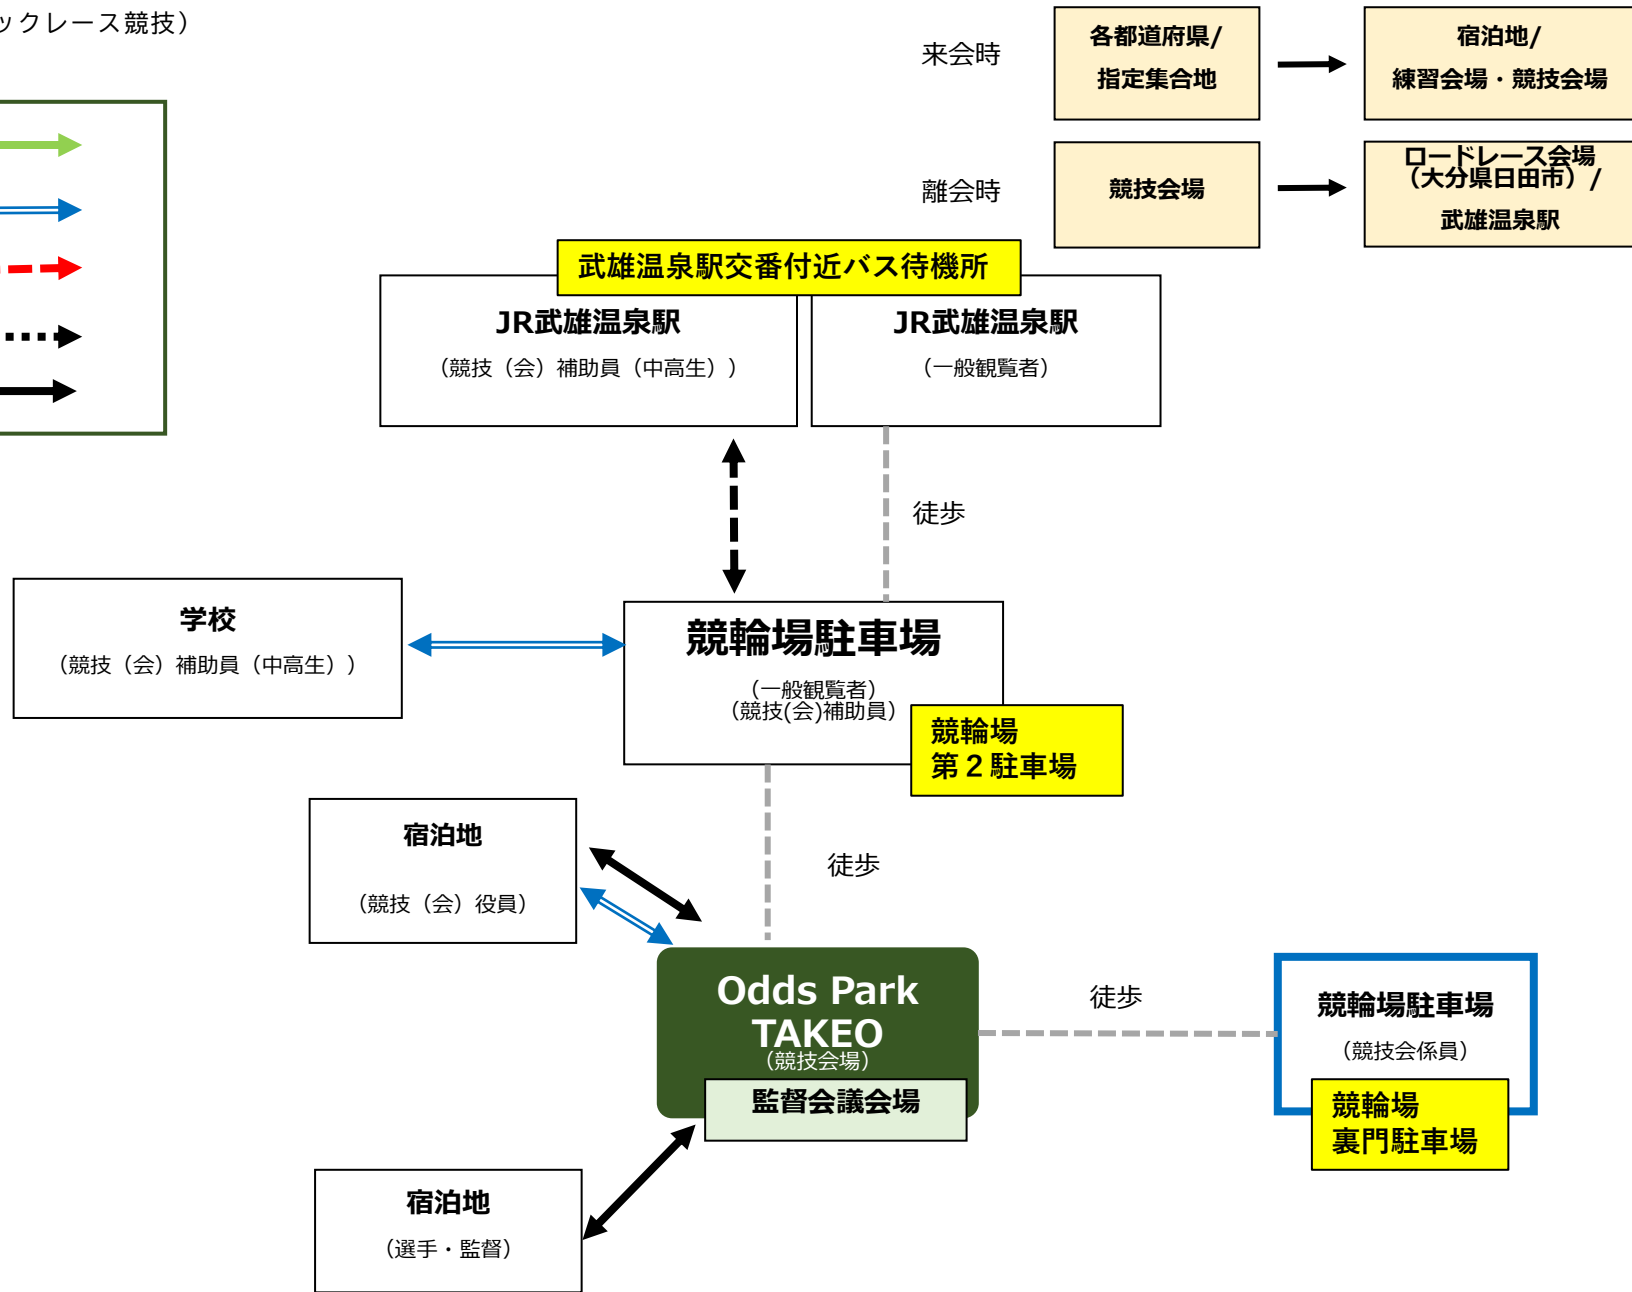 ックレース競技）
来会時
各都道府県/
指定集合地
宿泊地/
練習会場・競技会場
離会時
競技会場
ロードレース会場
（大分県日田市）/
武雄温泉駅
武雄温泉駅交番付近バス待機所
JR武雄温泉駅
（競技（会）補助員（中高生））
JR武雄温泉駅
（一般観覧者）
徒歩
学校
（競技（会）補助員（中高生））
競輪場駐車場
（一般観覧者）
（競技(会)補助員）
競輪場
第２駐車場
宿泊地
（競技（会）役員）
徒歩
Odds Park
TAKEO
（競技会場）
監督会議会場
徒歩
競輪場駐車場
（競技会係員）
競輪場
裏門駐車場
宿泊地
（選手・監督）